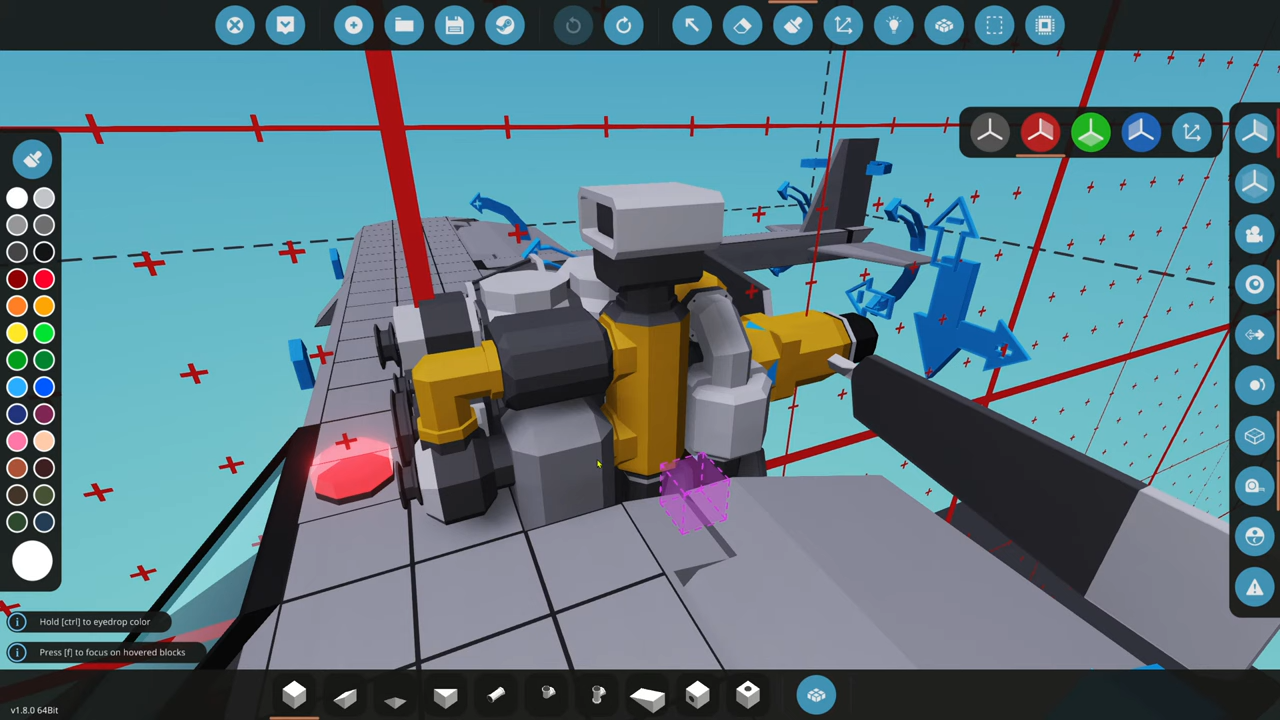 Hold [ctrl] to eyedrop color
Press [f] to focus on hovered blocks
v1.8.0 64Bit